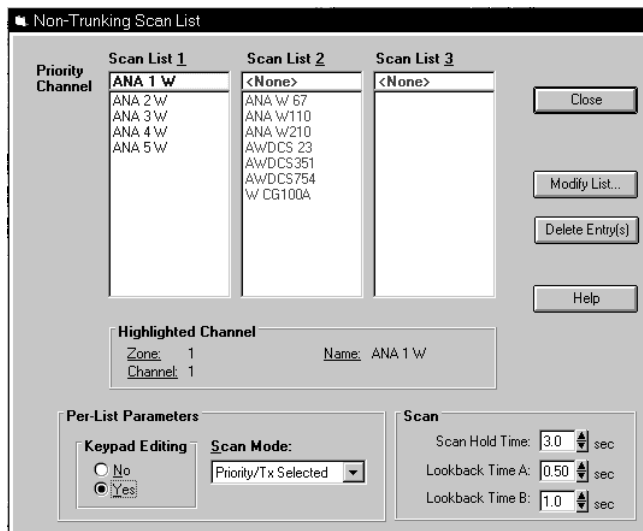 Non-Trunking Scan List
Scan List 1 Scan List 2 Scan List 3
Priority Channel
ANA 1 W <None> <None>
ANA 2 W ANA W 67
ANA 3 W ANA W110
ANA 4 W ANA W210
ANA 5 W AWDCS 23
AWDCS351
AWDCS754
W CG100A
Close
Modify List...
Delete Entry(s)
Help
Highlighted Channel
Zone: 1 Name: ANA 1 W
Channel: 1
Per-List Parameters
Keypad Editing
No
Yes
Scan Mode:
Priority/Tx Selected
Scan
Scan Hold Time: 3.0 sec
Lookback Time A: 0.50 sec
Lookback Time B: 1.0 sec